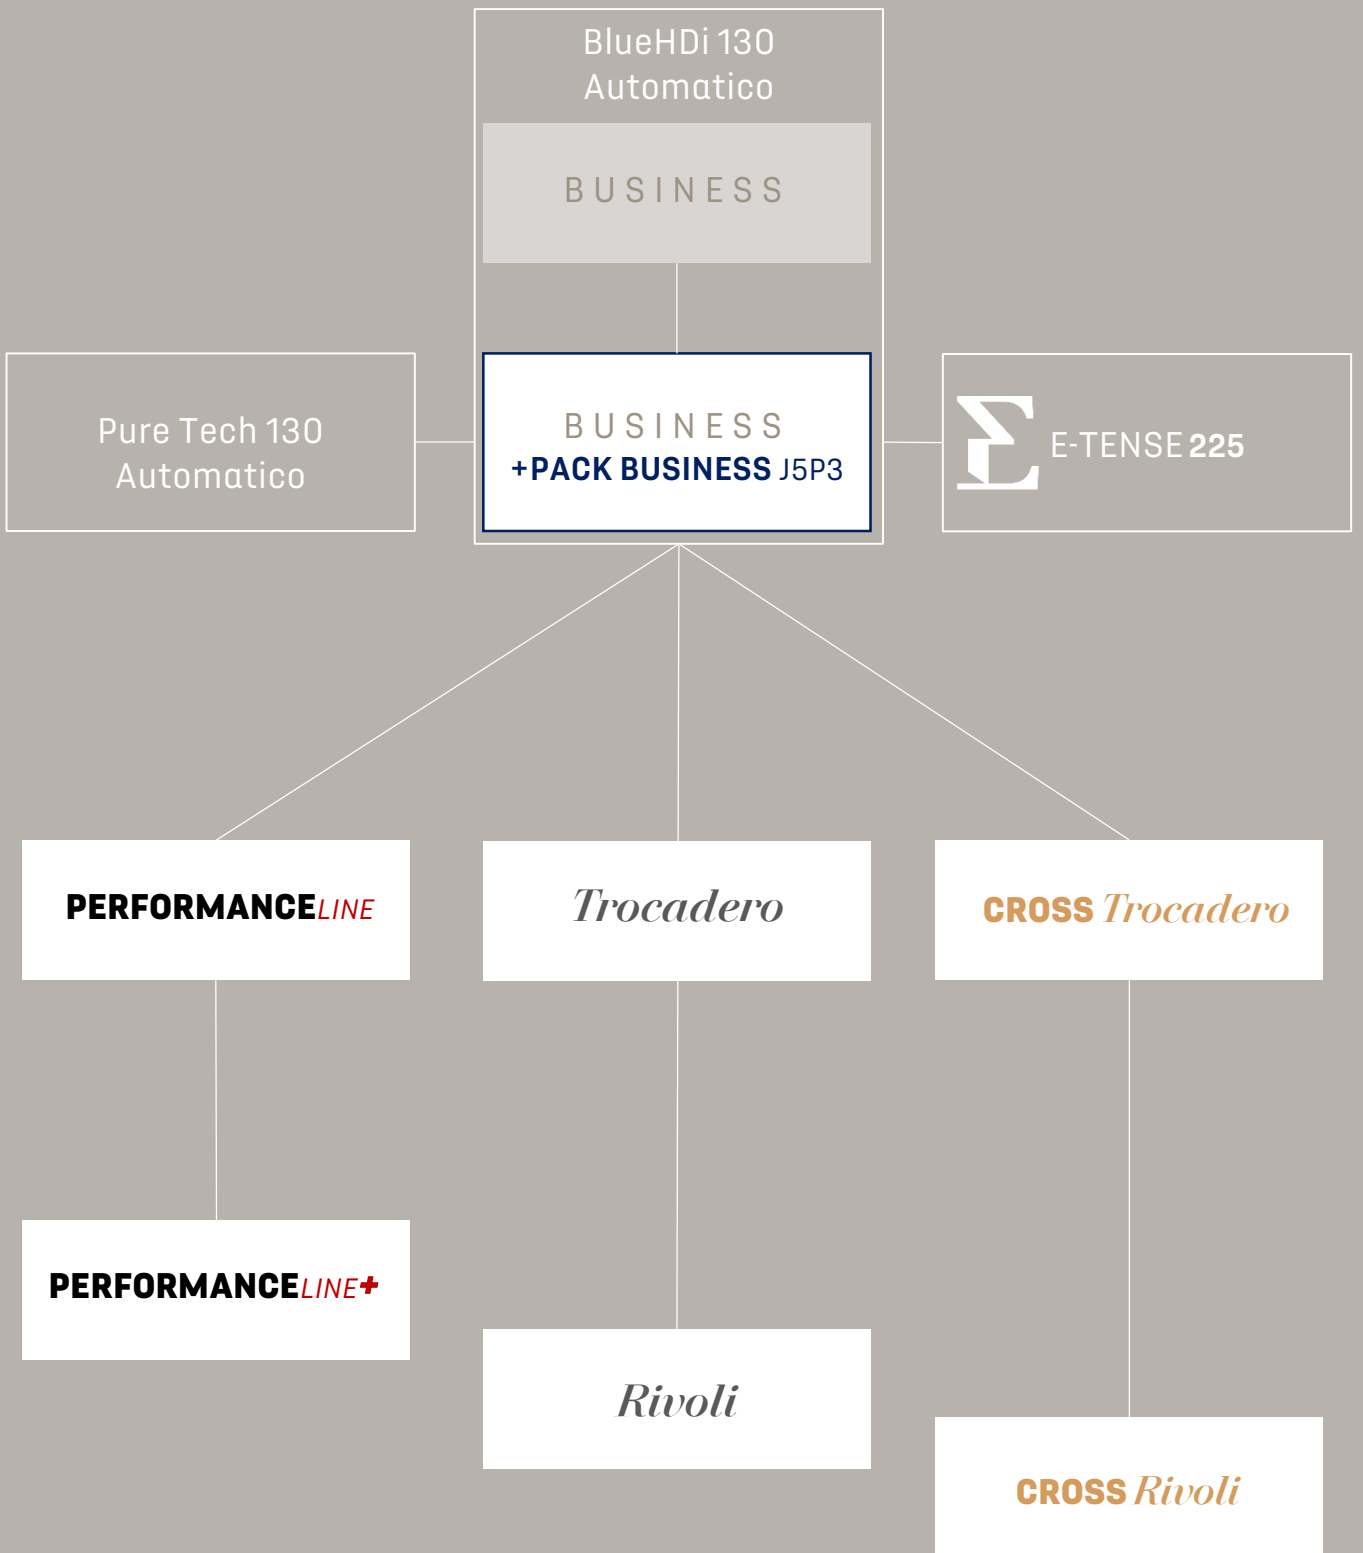 BlueHDi 130
Automatico
BUSINESS
Pure Tech 130
Automatico
BUSINESS
+PACK BUSINESS J5P3
E-TENSE 225
PERFORMANCELINE
Trocadero
CROSS Trocadero
PERFORMANCELINE+
Rivoli
CROSS Rivoli